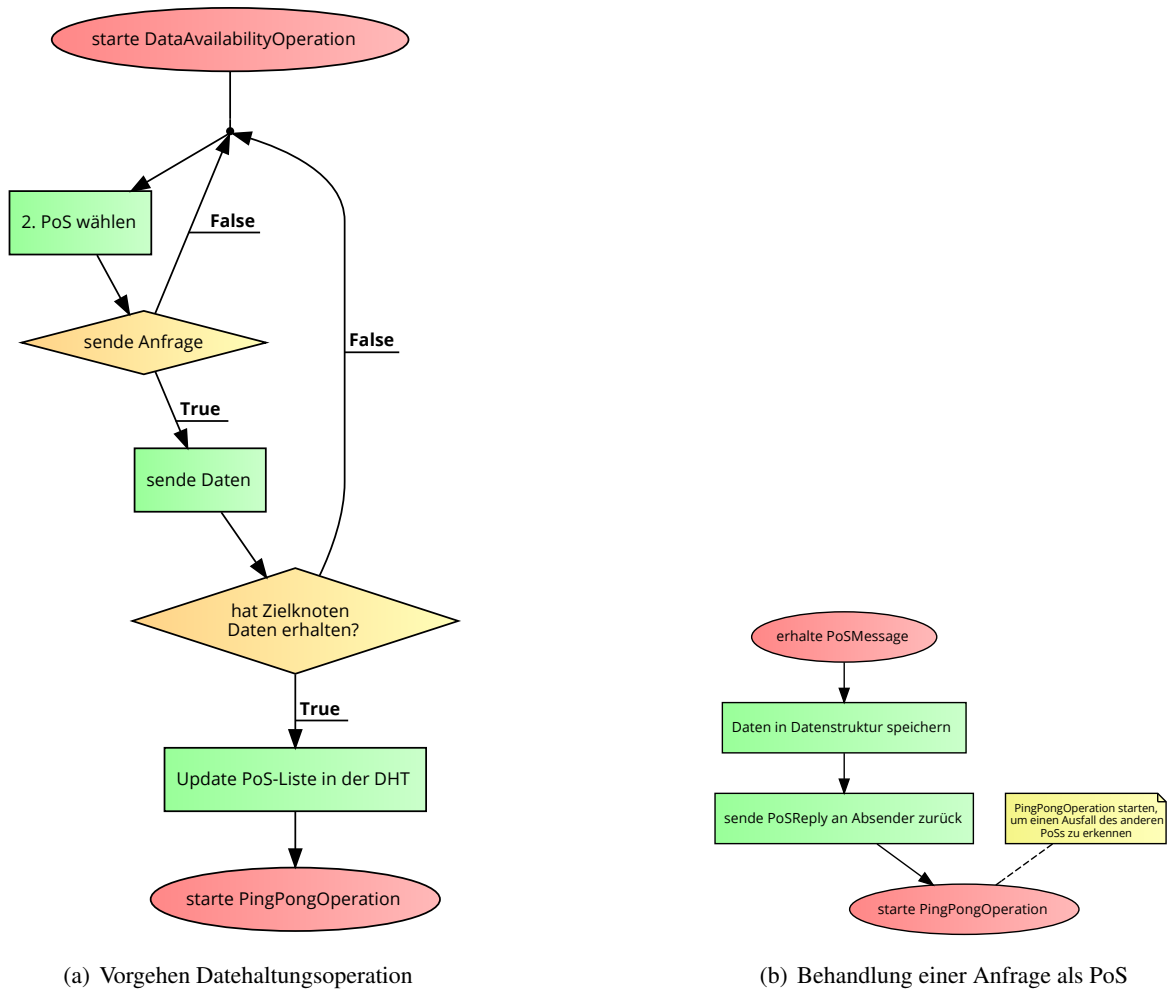 starte DataAvailabilityOperation
2. PoS wählen
False
sende Anfrage
False
True
sende Daten
hat Zielknoten
Daten erhalten?
True
Update PoS-Liste in der DHT
starte PingPongOperation
(a) Vorgehen Datehaltungsoperation
erhalte PoSMessage
Daten in Datenstruktur speichern
sende PoSReply an Absender zurück
PingPongOperation starten,
um einen Ausfall des anderen
PoSs zu erkennen
starte PingPongOperation
(b) Behandlung einer Anfrage als PoS